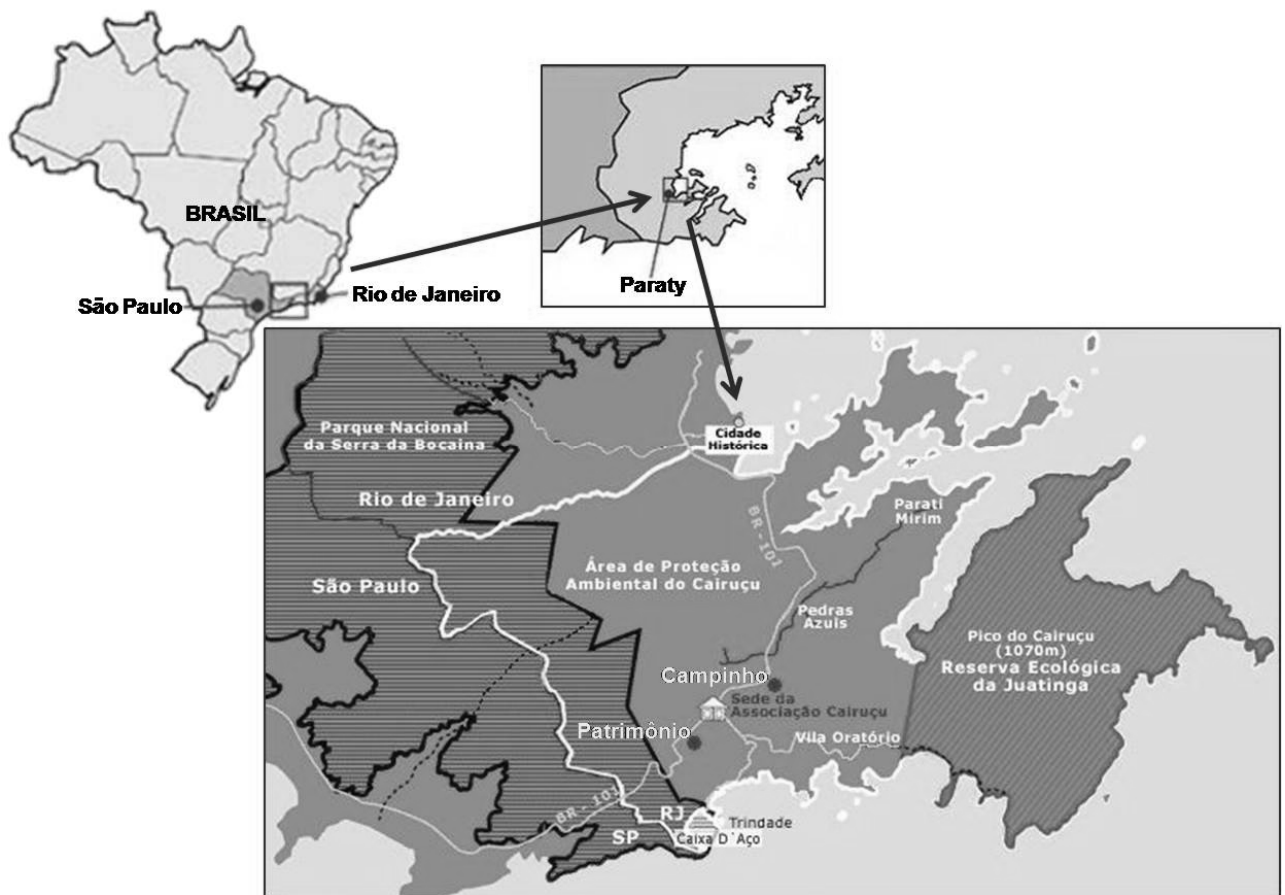 BRASIL
São Paulo
Rio de Janeiro
Paraty
Cidade
Histórica
Parque Nacional
da Serra da Bocaina
Rio de Janeiro
BR - 101
Parati
Mirim
São Paulo
Área de Proteção
Ambiental do Cairuçu
Pedras
Azuis
Pico do Cairuçu
(1070m)
Reserva Ecológica
da Juatinga
Campinho
Sede da
Associação Cairuçu
Patrimônio
Vila Oratório
BR - 101
RJ
SP
Trindade
Caixa D´Aço